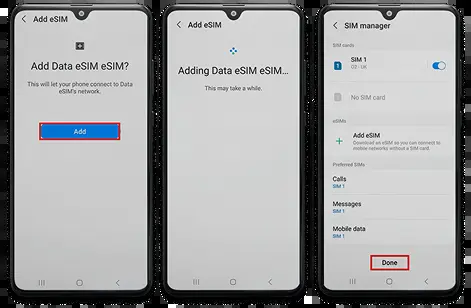 Add eSIM
Add Data eSIM eSIM?
This will let your phone connect to Data
eSIM's network.
Add
Add eSIM
Adding Data eSIM eSIM...
This may take a while.
SIM manager
SIM cards
SIM 1
O2 - UK
No SIM card
eSIMs
Add eSIM
Download an eSIM so you can connect to
mobile networks without a SIM card.
Preferred SIMs
Calls
SIM 1
Messages
SIM 1
Mobile data
SIM 1
Done